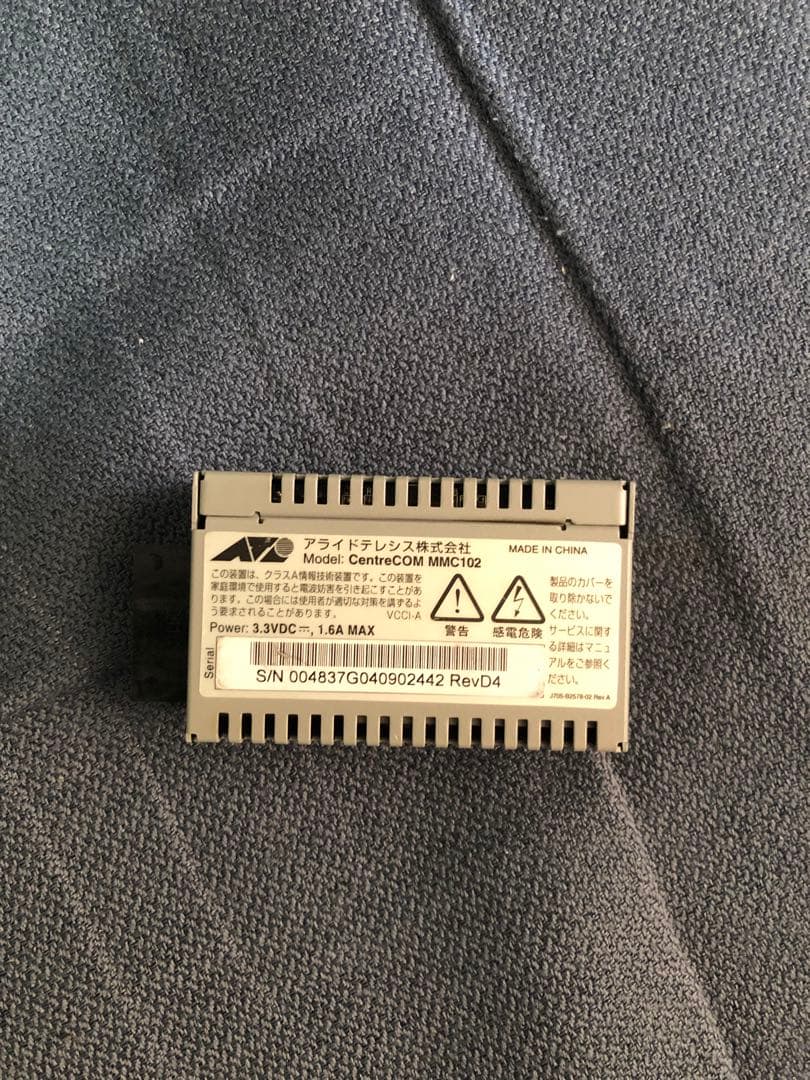 アライドテレシス株式会社
Model: CentreCOM MMC102
MADE IN CHINA
この装置は、クラスA情報技術装置です。この装置を
家庭環境で使用すると電波妨害を引き起こすことがあ
ります。この場合には使用者が適切な対策を講ずるよ
う要求されることがあります。 VCCI-A
Power: 3.3VDC⎓, 1.6A MAX
警告
感電危険
製品のカバーを
取り除かないで
ください。
サービスに関す
る詳細はマニュ
アルをご参照く
ださい。
Serial
S/N 004837G040902442 RevD4
J705-B2578-02 Rev A